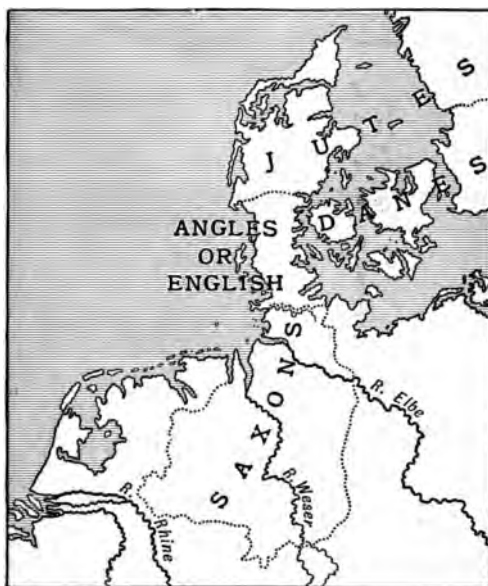 JUTES
DANES
ANGLES
OR
ENGLISH
SAXONS
R. Elbe
R. Weser
R. Rhine